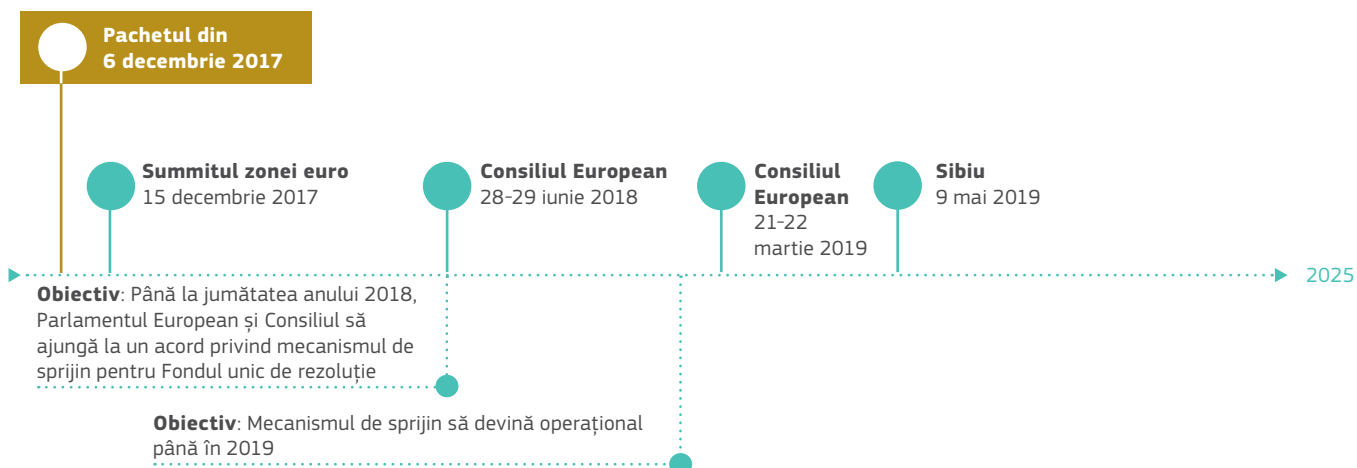 Pachetul din
6 decembrie 2017
Summitul zonei euro
15 decembrie 2017
Consiliul European
28-29 iunie 2018
Consiliul
European
21-22
martie 2019
Sibiu
9 mai 2019
2025
Obiectiv: Până la jumătatea anului 2018,
Parlamentul European și Consiliul să
ajungă la un acord privind mecanismul de
sprijin pentru Fondul unic de rezoluție
Obiectiv: Mecanismul de sprijin să devină operațional
până în 2019